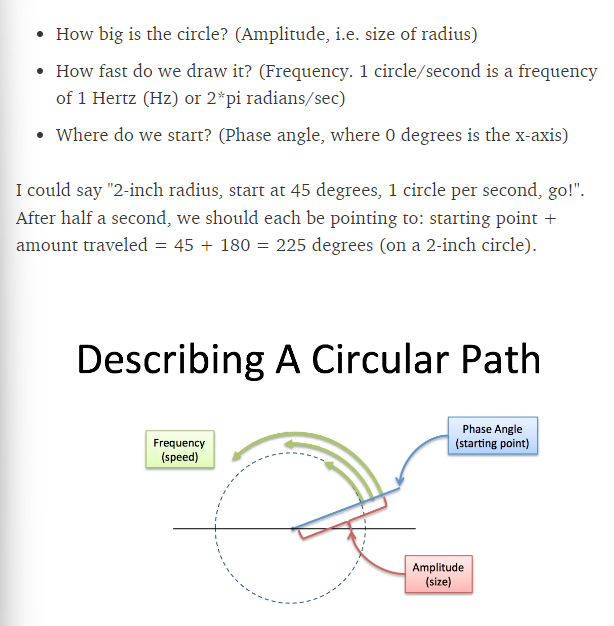 • How big is the circle? (Amplitude, i.e. size of radius)
• How fast do we draw it? (Frequency. 1 circle/second is a frequency
of 1 Hertz (Hz) or 2*pi radians/sec)
• Where do we start? (Phase angle, where 0 degrees is the x-axis)
I could say "2-inch radius, start at 45 degrees, 1 circle per second, go!".
After half a second, we should each be pointing to: starting point +
amount traveled = 45 + 180 = 225 degrees (on a 2-inch circle).
Describing A Circular Path
Phase Angle
(starting point)
Frequency
(speed)
Amplitude
(size)